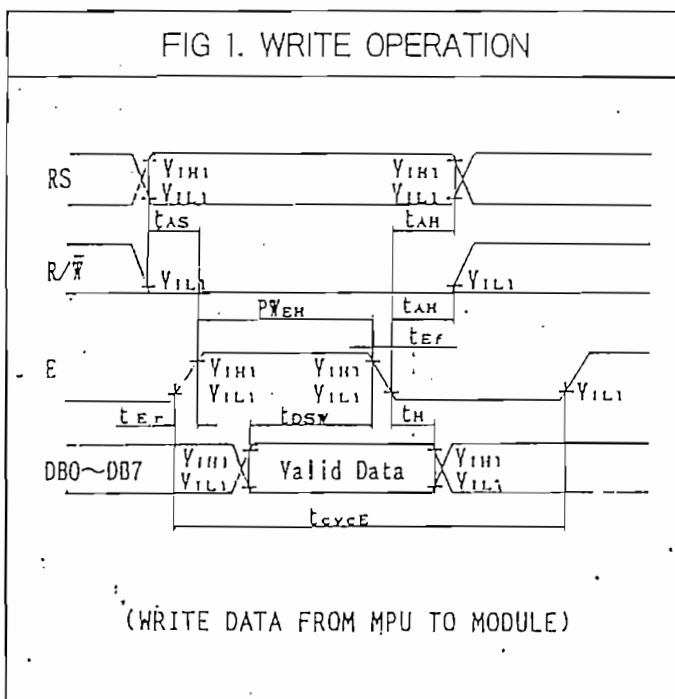 FIG 1. WRITE OPERATION
RS
VIH1
VIL1
VIH1
VIL1
tAS
tAH
R/W̅
VIL1
VIL1
PWEH
tAH
tEf
E
VIH1
VIL1
VIH1
VIL1
VIL1
tEr
tDSW
tH
DB0~DB7
VIH1
VIL1
Valid Data
VIH1
VIL1
tcycE
(WRITE DATA FROM MPU TO MODULE)